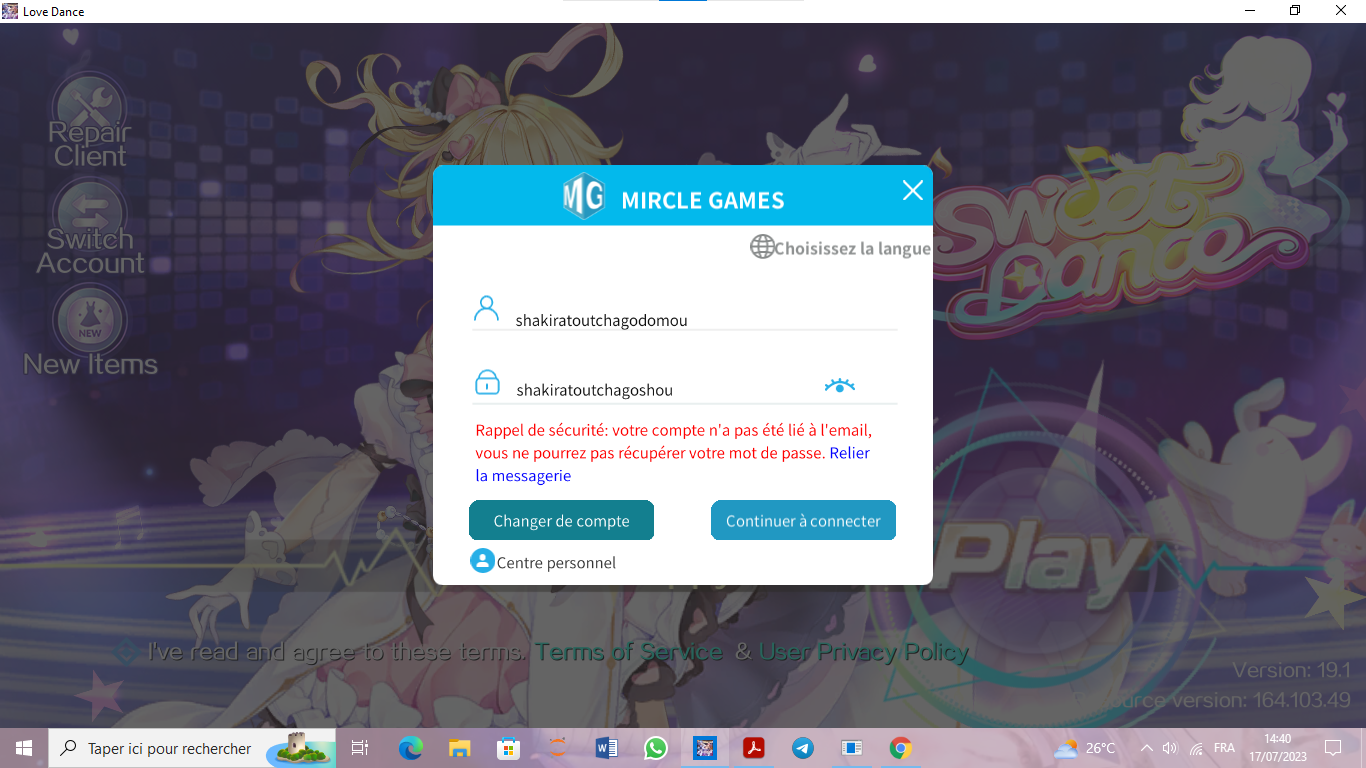 Love Dance
Repair
Client
Switch
Account
NEW
New Items
MG MIRCLE GAMES
Choisissez la langue
shakiratoutchagodomou
shakiratoutchagoshou
Rappel de sécurité: votre compte n'a pas été lié à l'email,
vous ne pourrez pas récupérer votre mot de passe. Relier
la messagerie
Changer de compte
Continuer à connecter
Centre personnel
Sweet
Dance
Play
I've read and agree to these terms. Terms of Service & User Privacy Policy
Version: 19.1
Resource version: 164.103.49
Taper ici pour rechercher
26°C
FRA
14:40
17/07/2023